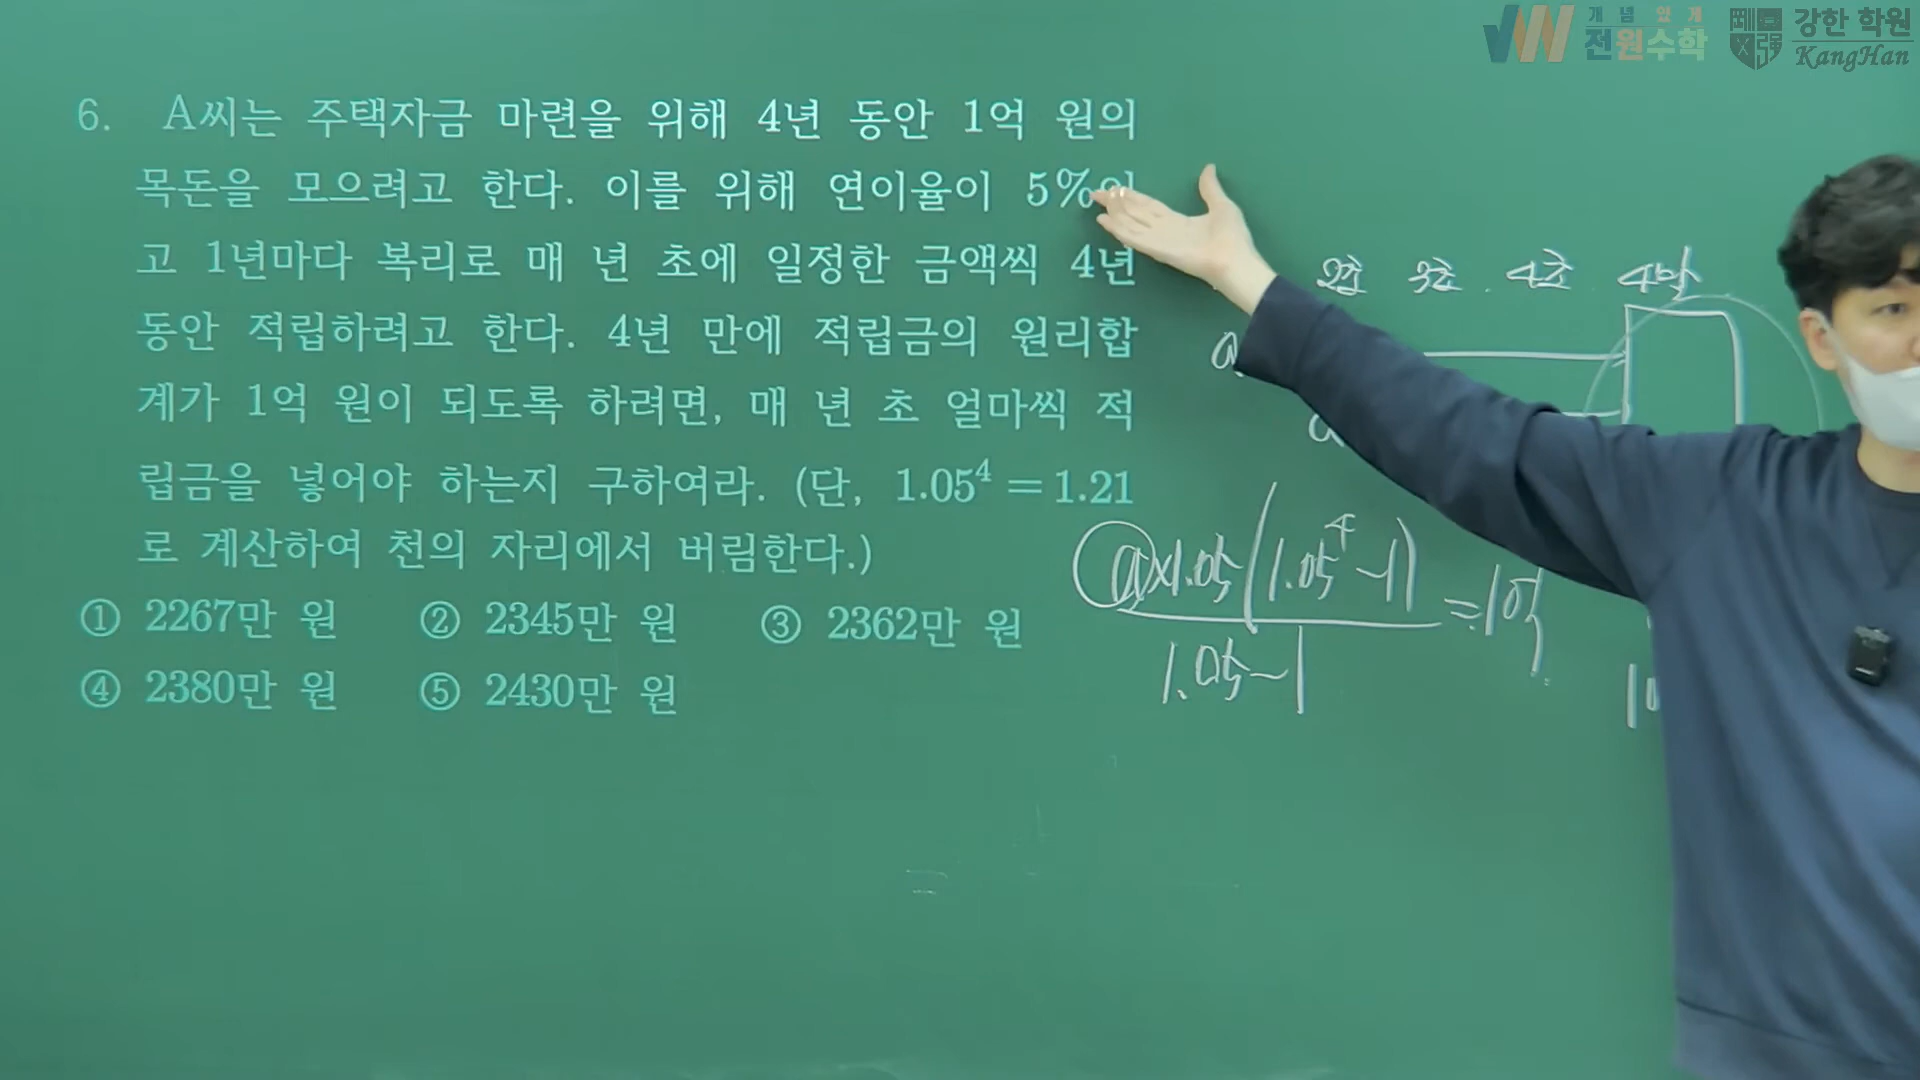 개념있게
전원수학
강한 학원
KangHan
6. A씨는 주택자금 마련을 위해 4년 동안 1억 원의
목돈을 모으려고 한다. 이를 위해 연이율이 5%이
고 1년마다 복리로 매 년 초에 일정한 금액씩 4년
동안 적립하려고 한다. 4년 만에 적립금의 원리합
계가 1억 원이 되도록 하려면, 매 년 초 얼마씩 적
립금을 넣어야 하는지 구하여라. (단, 1.05⁴ = 1.21
로 계산하여 천의 자리에서 버림한다.)
① 2267만 원 ② 2345만 원 ③ 2362만 원
④ 2380만 원 ⑤ 2430만 원
2초 3초 4초 4말
a
a
a×1.05(1.05⁴-1)
=1억
1.05-1